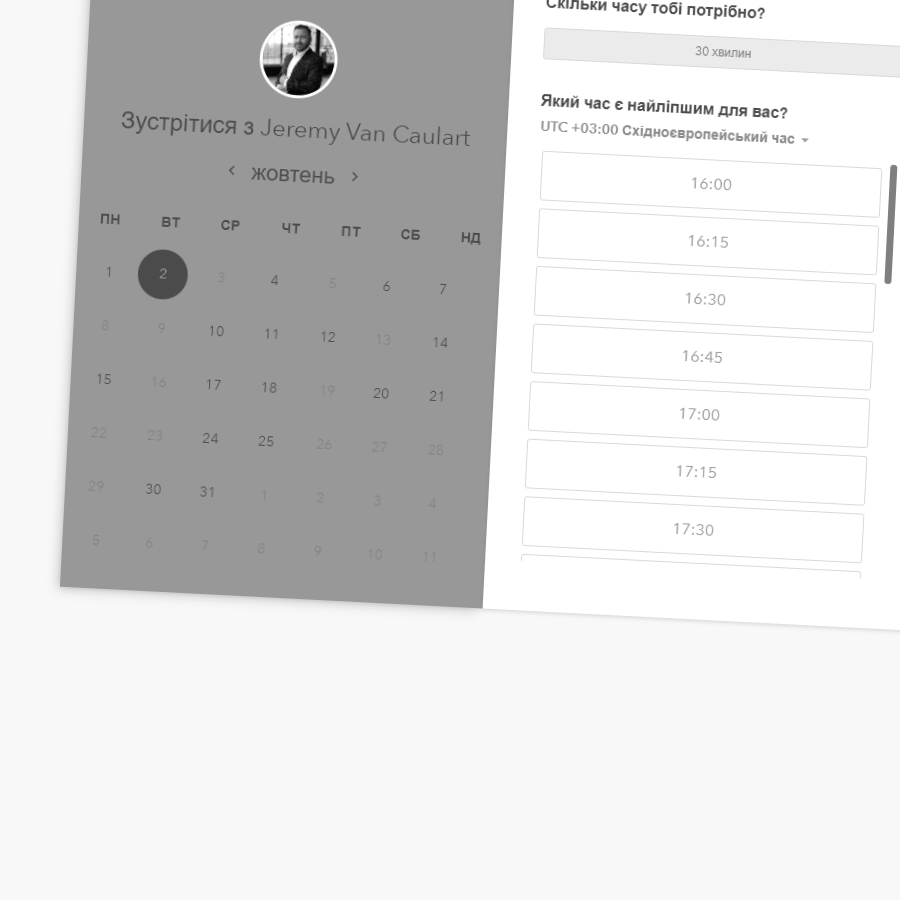 Зустрітися з Jeremy Van Caulart
‹ жовтень ›
ПН ВТ СР ЧТ ПТ СБ НД
1 2 3 4 5 6 7
8 9 10 11 12 13 14
15 16 17 18 19 20 21
22 23 24 25 26 27 28
29 30 31 1 2 3 4
5 6 7 8 9 10 11
Скільки часу тобі потрібно?
30 хвилин
Який час є найліпшим для вас?
UTC +03:00 Східноєвропейський час
16:00
16:15
16:30
16:45
17:00
17:15
17:30